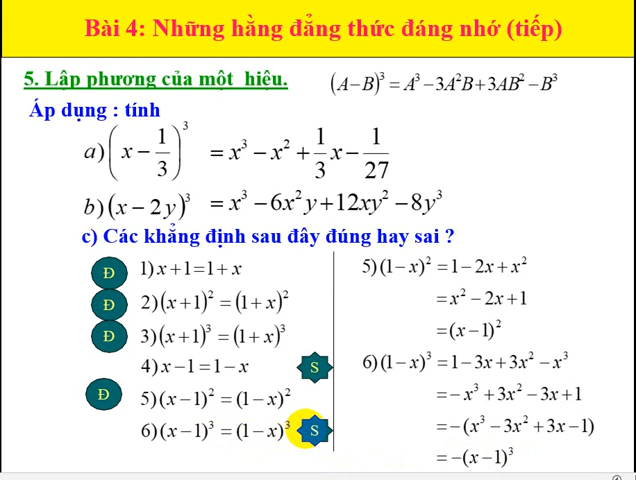 Bài 4: Những hằng đẳng thức đáng nhớ (tiếp)
5. Lập phương của một hiệu. (A−B)³ = A³ −3A²B+3AB² −B³
Áp dụng : tính
a) (x − 1/3)³ = x³ − x² + 1/3 x − 1/27
b) (x − 2y)³ = x³ −6x²y+12xy² −8y³
c) Các khẳng định sau đây đúng hay sai ?
Đ 1) x+1=1+x
Đ 2) (x+1)² = (1+x)²
Đ 3) (x+1)³ = (1+x)³
4) x−1=1−x S
Đ 5) (x−1)² = (1−x)²
6) (x−1)³ = (1−x)³ S
5) (1−x)² = 1−2x+x²
= x² −2x+1
= (x−1)²
6) (1−x)³ = 1−3x+3x² −x³
= −x³ +3x² −3x+1
= −(x³ −3x² +3x−1)
= −(x−1)³